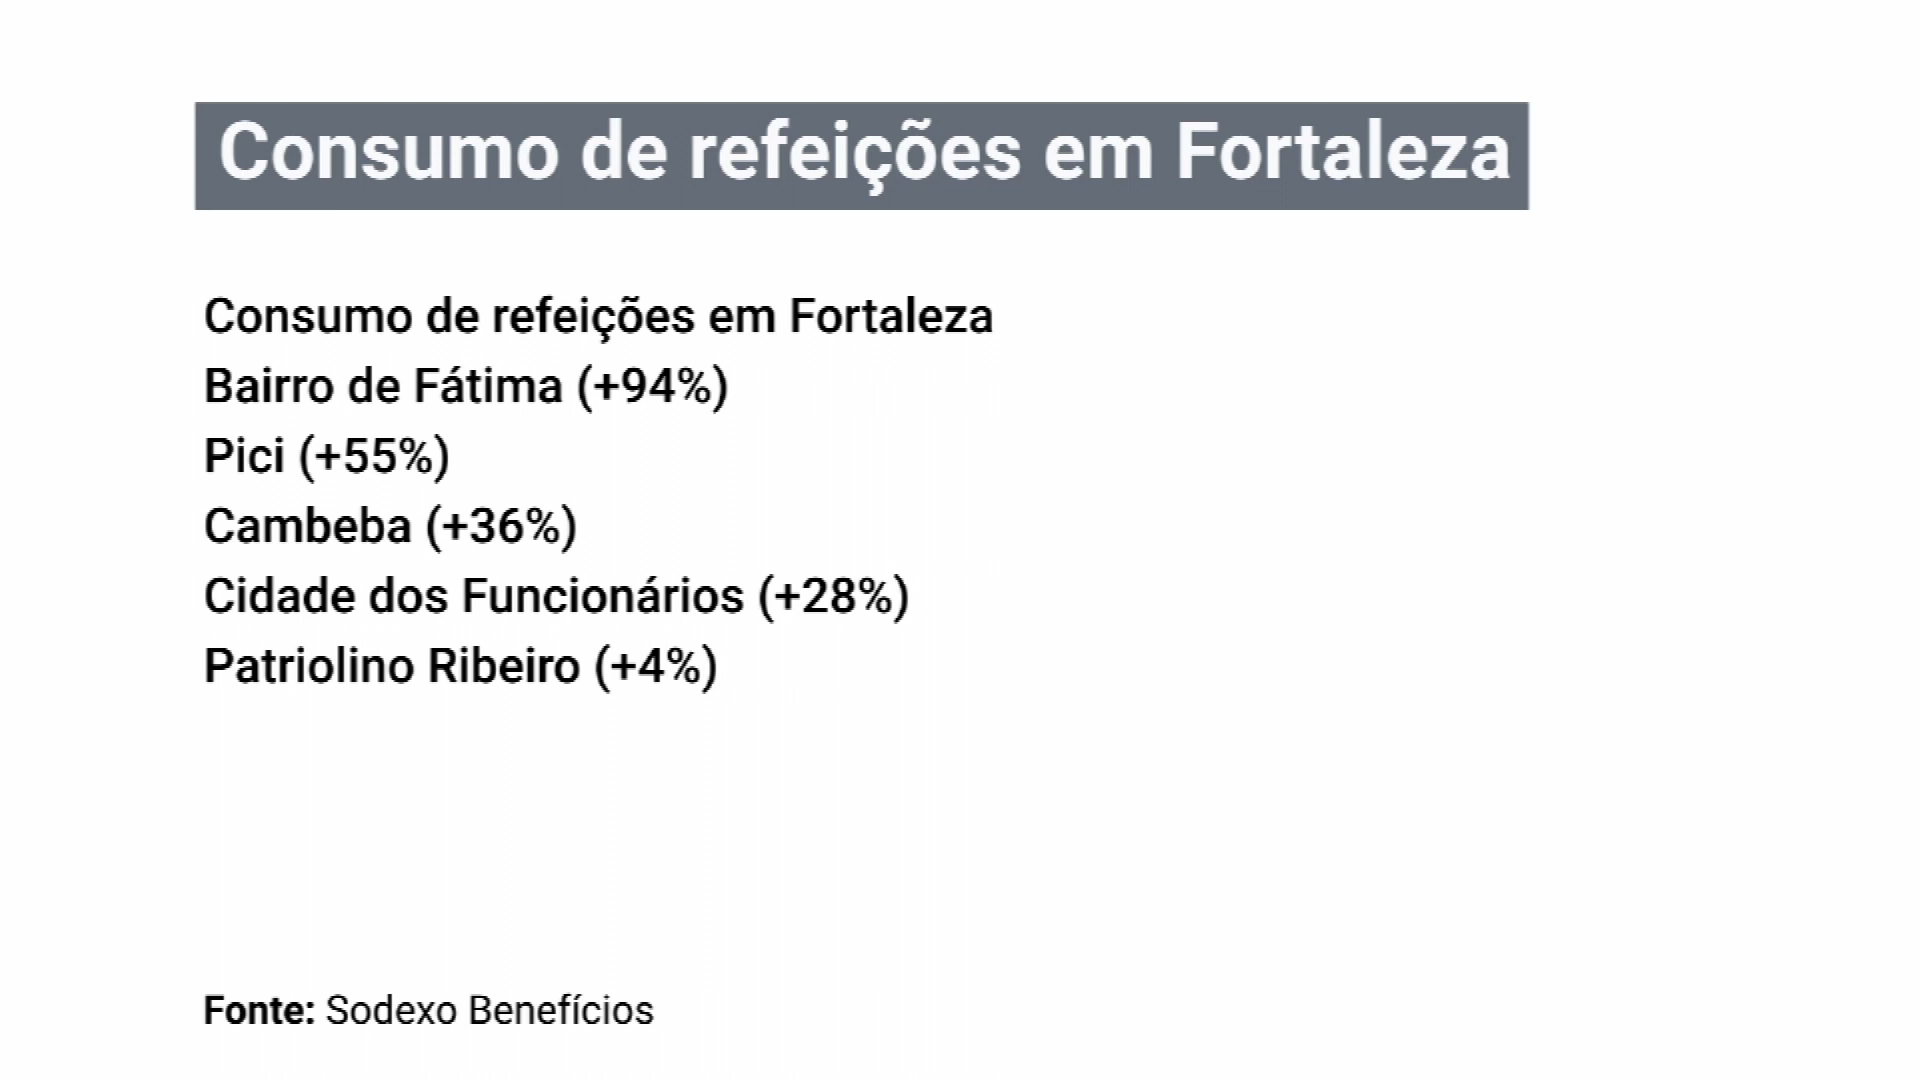 Consumo de refeições em Fortaleza
Consumo de refeições em Fortaleza
Bairro de Fátima (+94%)
Pici (+55%)
Cambeba (+36%)
Cidade dos Funcionários (+28%)
Patriolino Ribeiro (+4%)
Fonte: Sodexo Benefícios